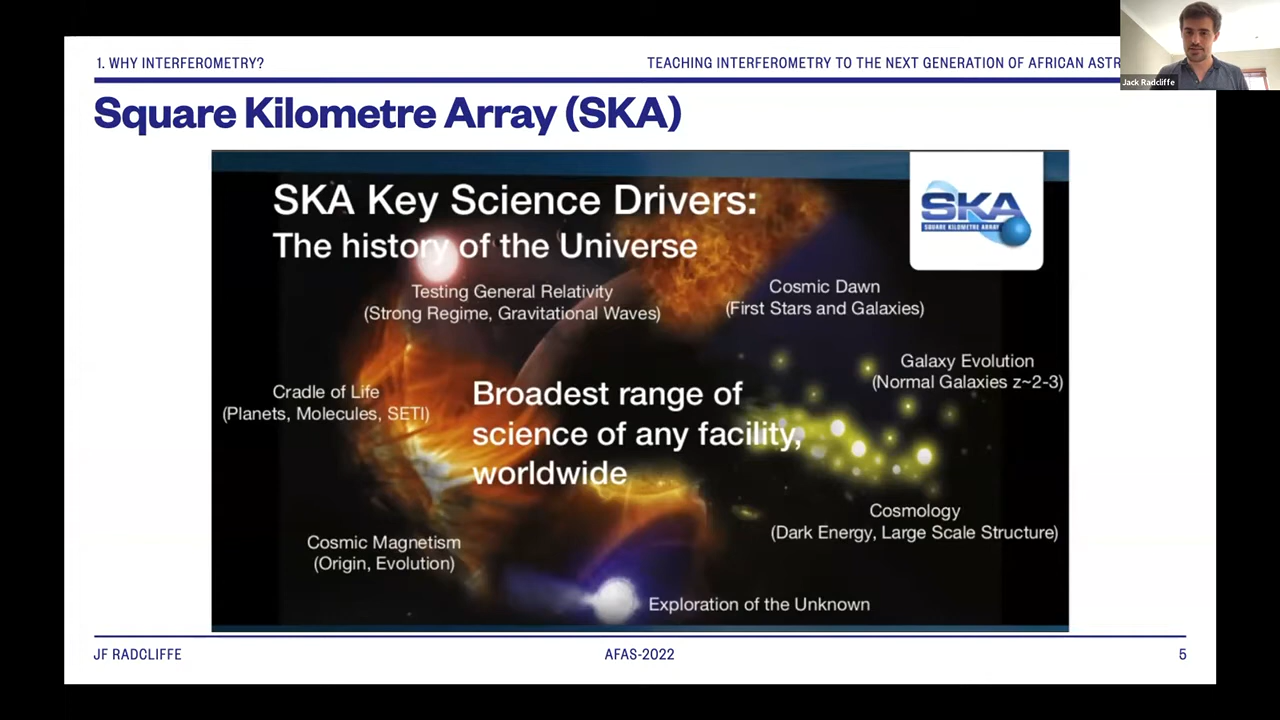 1. WHY INTERFEROMETRY?
TEACHING INTERFEROMETRY TO THE NEXT GENERATION OF AFRICAN ASTR
Jack Radcliffe
Square Kilometre Array (SKA)
SKA Key Science Drivers:
The history of the Universe
SKA
SQUARE KILOMETRE ARRAY
Testing General Relativity
(Strong Regime, Gravitational Waves)
Cosmic Dawn
(First Stars and Galaxies)
Galaxy Evolution
(Normal Galaxies z~2-3)
Cradle of Life
(Planets, Molecules, SETI)
Broadest range of
science of any facility,
worldwide
Cosmology
(Dark Energy, Large Scale Structure)
Cosmic Magnetism
(Origin, Evolution)
Exploration of the Unknown
JF RADCLIFFE
AFAS-2022
5